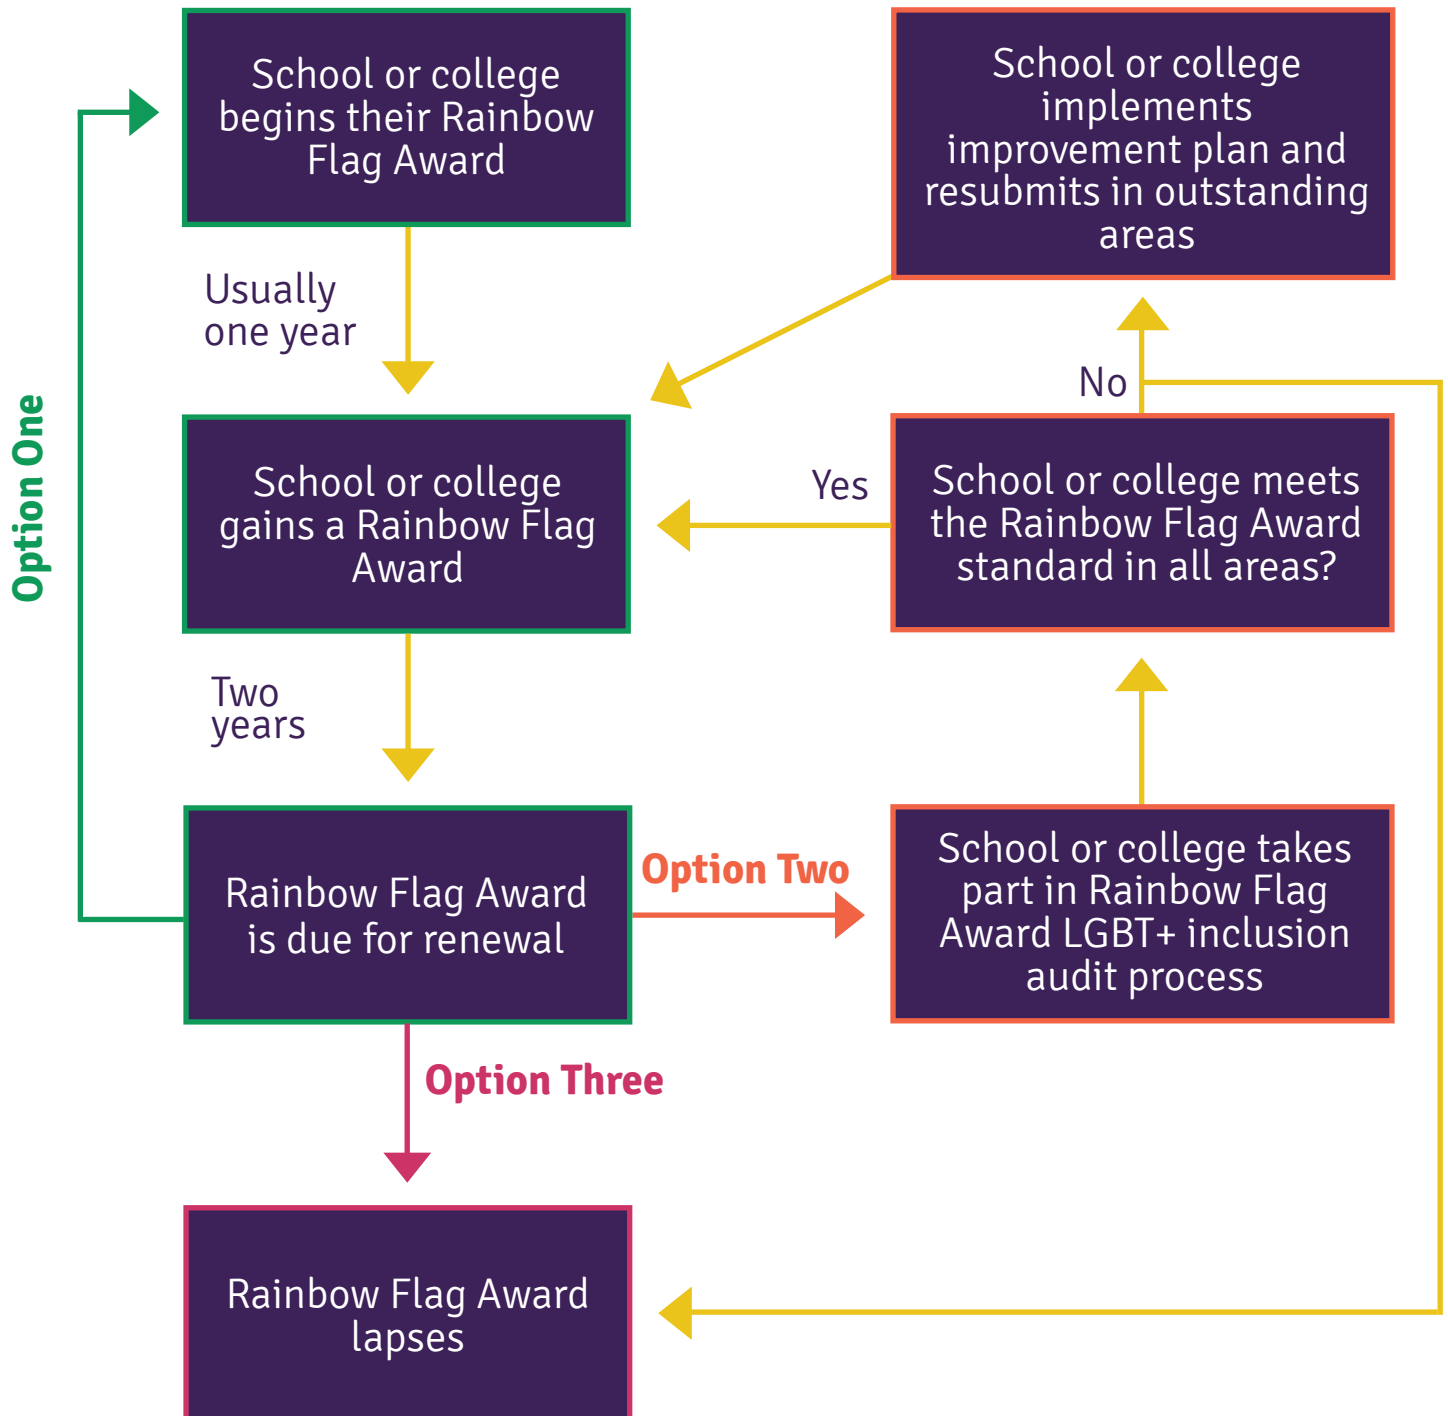 School or college
begins their Rainbow
Flag Award
School or college
implements
improvement plan and
resubmits in outstanding
areas
Usually
one year
No
Option One
School or college
gains a Rainbow Flag
Award
Yes
School or college meets
the Rainbow Flag Award
standard in all areas?
Two
years
Rainbow Flag Award
is due for renewal
Option Two
School or college takes
part in Rainbow Flag
Award LGBT+ inclusion
audit process
Option Three
Rainbow Flag Award
lapses